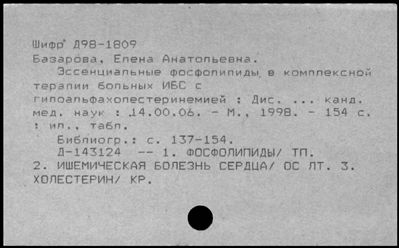 Шифр Д98-1809
Базарова, Елена Анатольевна.
Эссенциальные фосфолипиды в комплексной
терапии больных ИБС с
гипоальфахолестеринемией : Дис. ... канд.
мед. наук : .14.00.06. - М., 1998. - 154 с.
: ил., табл.
Библиогр.: с. 137-154.
Д-143124 -- 1. ФОСФОЛИПИДЫ/ ТП.
2. ИШЕМИЧЕСКАЯ БОЛЕЗНЬ СЕРДЦА/ ОС ЛТ. 3.
ХОЛЕСТЕРИН/ КР.